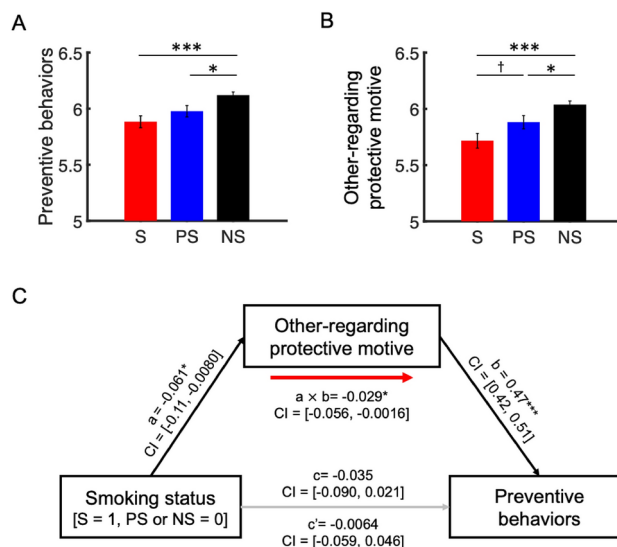 A
Preventive behaviors
6.5
6
5.5
5
***
*
S PS NS
B
Other-regarding
protective motive
6.5
6
5.5
5
***
† *
S PS NS
C
Other-regarding
protective motive
a = -0.061*
CI = [-0.11, -0.0080]
a × b= -0.029*
CI = [-0.056, -0.0016]
b = 0.47***
CI = [0.42, 0.51]
Smoking status
[S = 1, PS or NS = 0]
c= -0.035
CI = [-0.090, 0.021]
c'= -0.0064
CI = [-0.059, 0.046]
Preventive
behaviors